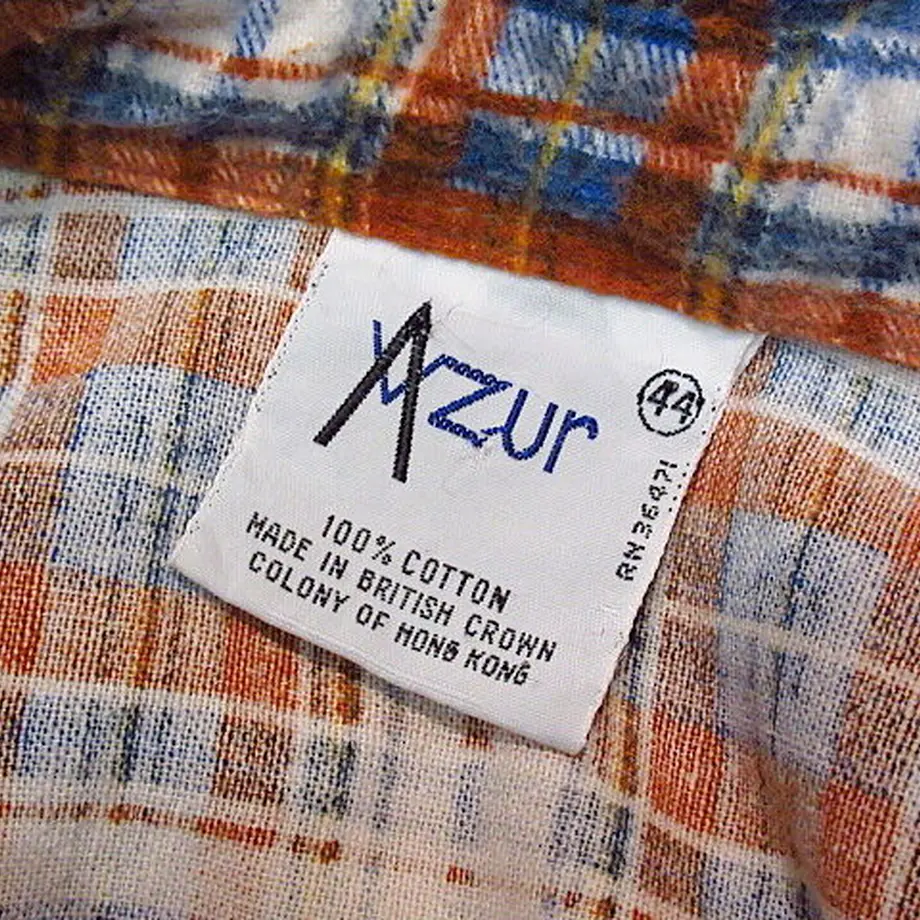 Azur
44
RN 36471
100% COTTON
MADE IN BRITISH CROWN
COLONY OF HONG KONG